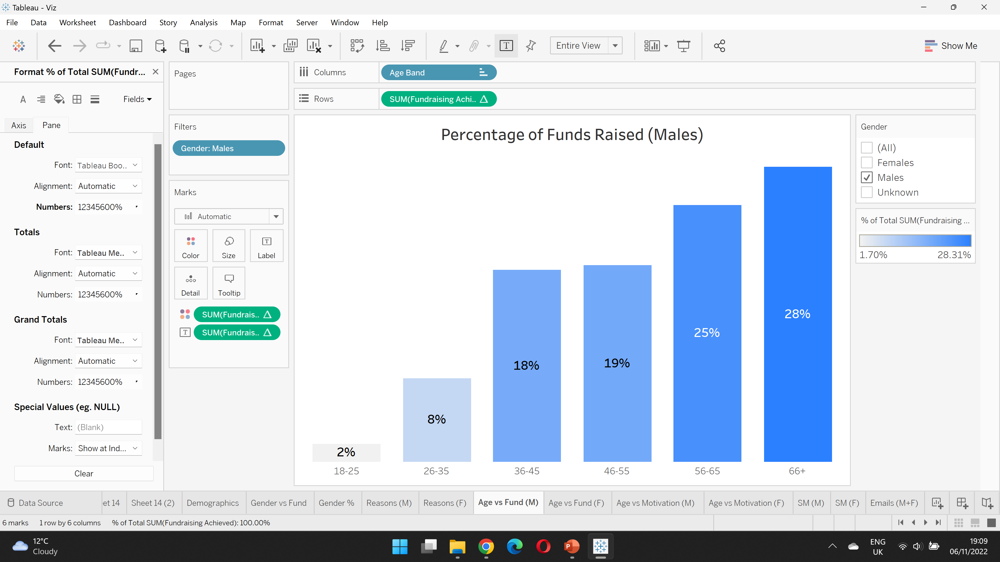 Tableau - Viz
File Data Worksheet Dashboard Story Analysis Map Format Server Window Help
Entire View
Show Me
Format % of Total SUM(Fundr...
Fields
Axis Pane
Default
Font: Tableau Boo..
Alignment: Automatic
Numbers: 12345600%
Totals
Font: Tableau Me..
Alignment: Automatic
Numbers: 12345600%
Grand Totals
Font: Tableau Me..
Alignment: Automatic
Numbers: 12345600%
Special Values (eg. NULL)
Text: (Blank)
Marks: Show at Ind...
Clear
Pages
Filters
Gender: Males
Marks
Automatic
Color Size Label
Detail Tooltip
SUM(Fundrais..
SUM(Fundrais..
Columns Age Band
Rows SUM(Fundraising Achi..
Percentage of Funds Raised (Males)
2% 8% 18% 19% 25% 28%
18-25 26-35 36-45 46-55 56-65 66+
Gender
(All)
Females
Males
Unknown
% of Total SUM(Fundraising ...
1.70% 28.31%
Data Source et 14 Sheet 14 (2) Demographics Gender vs Fund Gender % Reasons (M) Reasons (F) Age vs Fund (M) Age vs Fund (F) Age vs Motivation (M) Age vs Motivation (F) SM (M) SM (F) Emails (M+F)
6 marks 1 row by 6 columns % of Total SUM(Fundraising Achieved): 100.00%
12°C
Cloudy
ENG
UK
19:09
06/11/2022